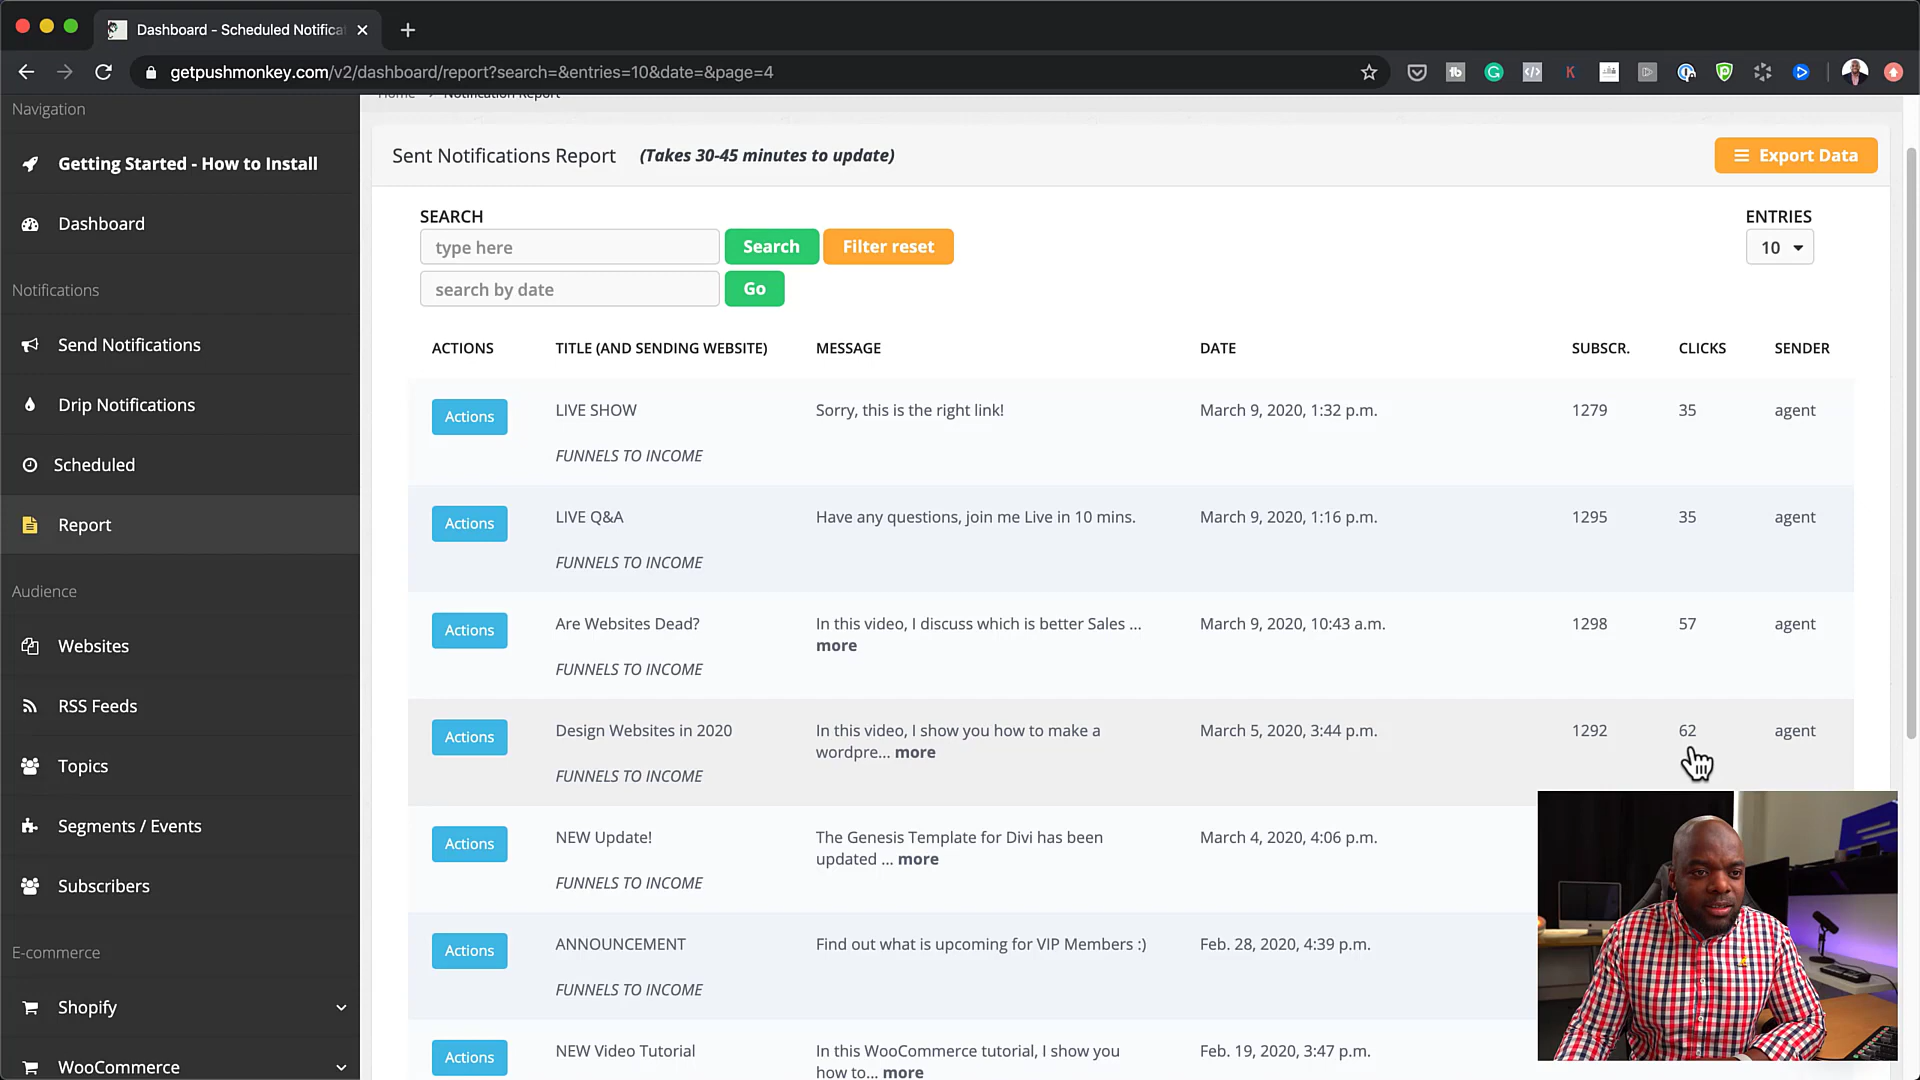 Dashboard - Scheduled Notifica
getpushmonkey.com/v2/dashboard/report?search=&entries=10&date=&page=4
Navigation
Getting Started - How to Install
Dashboard
Notifications
Send Notifications
Drip Notifications
Scheduled
Report
Audience
Websites
RSS Feeds
Topics
Segments / Events
Subscribers
E-commerce
Shopify
WooCommerce
Home > Notification Report
Sent Notifications Report (Takes 30-45 minutes to update)
Export Data
SEARCH
ENTRIES
type here Search Filter reset
10
search by date Go
ACTIONS TITLE (AND SENDING WEBSITE) MESSAGE DATE SUBSCR. CLICKS SENDER
Actions LIVE SHOW Sorry, this is the right link! March 9, 2020, 1:32 p.m. 1279 35 agent
FUNNELS TO INCOME
Actions LIVE Q&A Have any questions, join me Live in 10 mins. March 9, 2020, 1:16 p.m. 1295 35 agent
FUNNELS TO INCOME
Actions Are Websites Dead? In this video, I discuss which is better Sales ... March 9, 2020, 10:43 a.m. 1298 57 agent
more
FUNNELS TO INCOME
Actions Design Websites in 2020 In this video, I show you how to make a March 5, 2020, 3:44 p.m. 1292 62 agent
wordpre... more
FUNNELS TO INCOME
Actions NEW Update! The Genesis Template for Divi has been March 4, 2020, 4:06 p.m.
updated ... more
FUNNELS TO INCOME
Actions ANNOUNCEMENT Find out what is upcoming for VIP Members :) Feb. 28, 2020, 4:39 p.m.
FUNNELS TO INCOME
Actions NEW Video Tutorial In this WooCommerce tutorial, I show you Feb. 19, 2020, 3:47 p.m.
how to... more